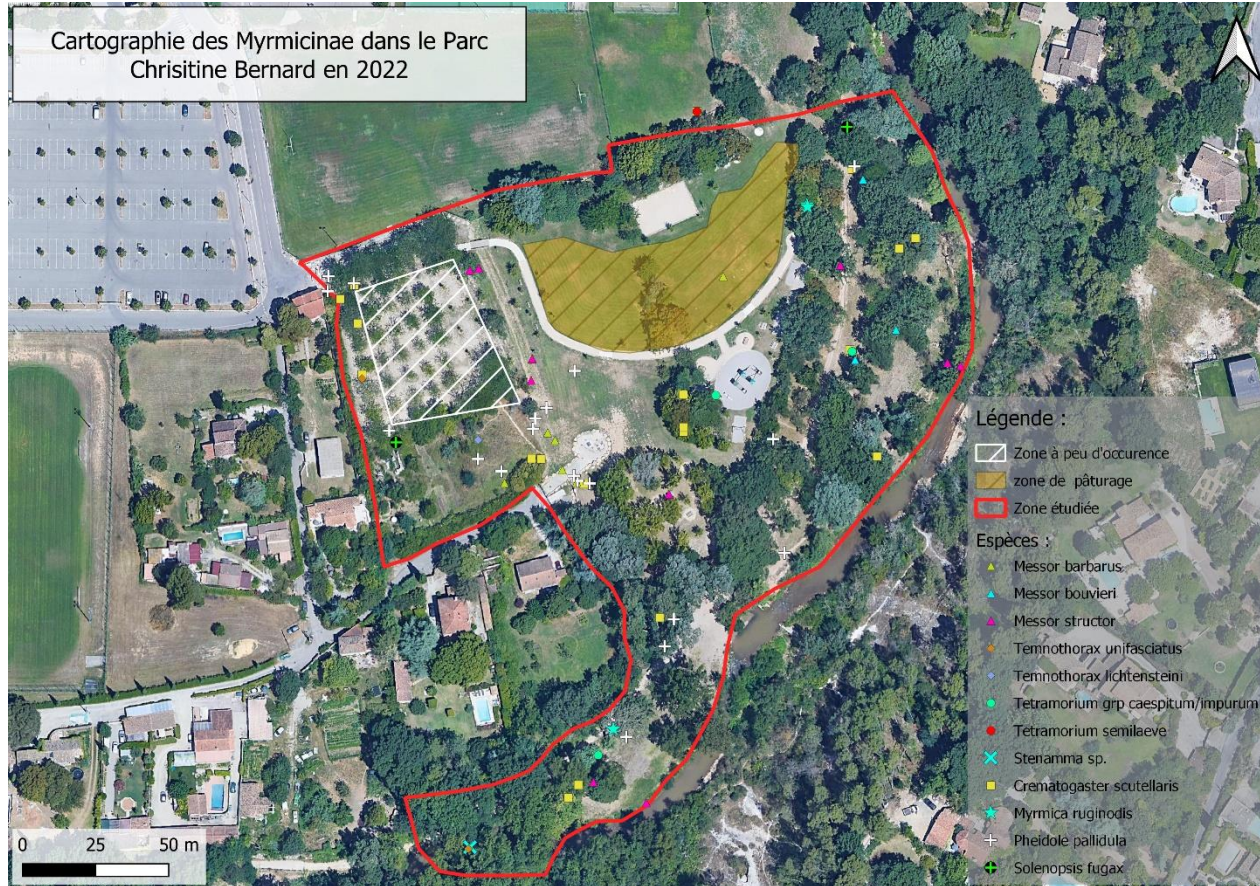 Cartographie des Myrmicinae dans le Parc
Chrisitine Bernard en 2022
Légende :
Zone à peu d'occurence
zone de pâturage
Zone étudiée
Espèces :
Messor barbarus
Messor bouvieri
Messor structor
Temnothorax unifasciatus
Temnothorax lichtensteini
Tetramorium grp caespitum/impurum
Tetramorium semilaeve
Stenamma sp.
Crematogaster scutellaris
Myrmica ruginodis
Pheidole pallidula
Solenopsis fugax
0 25 50 m